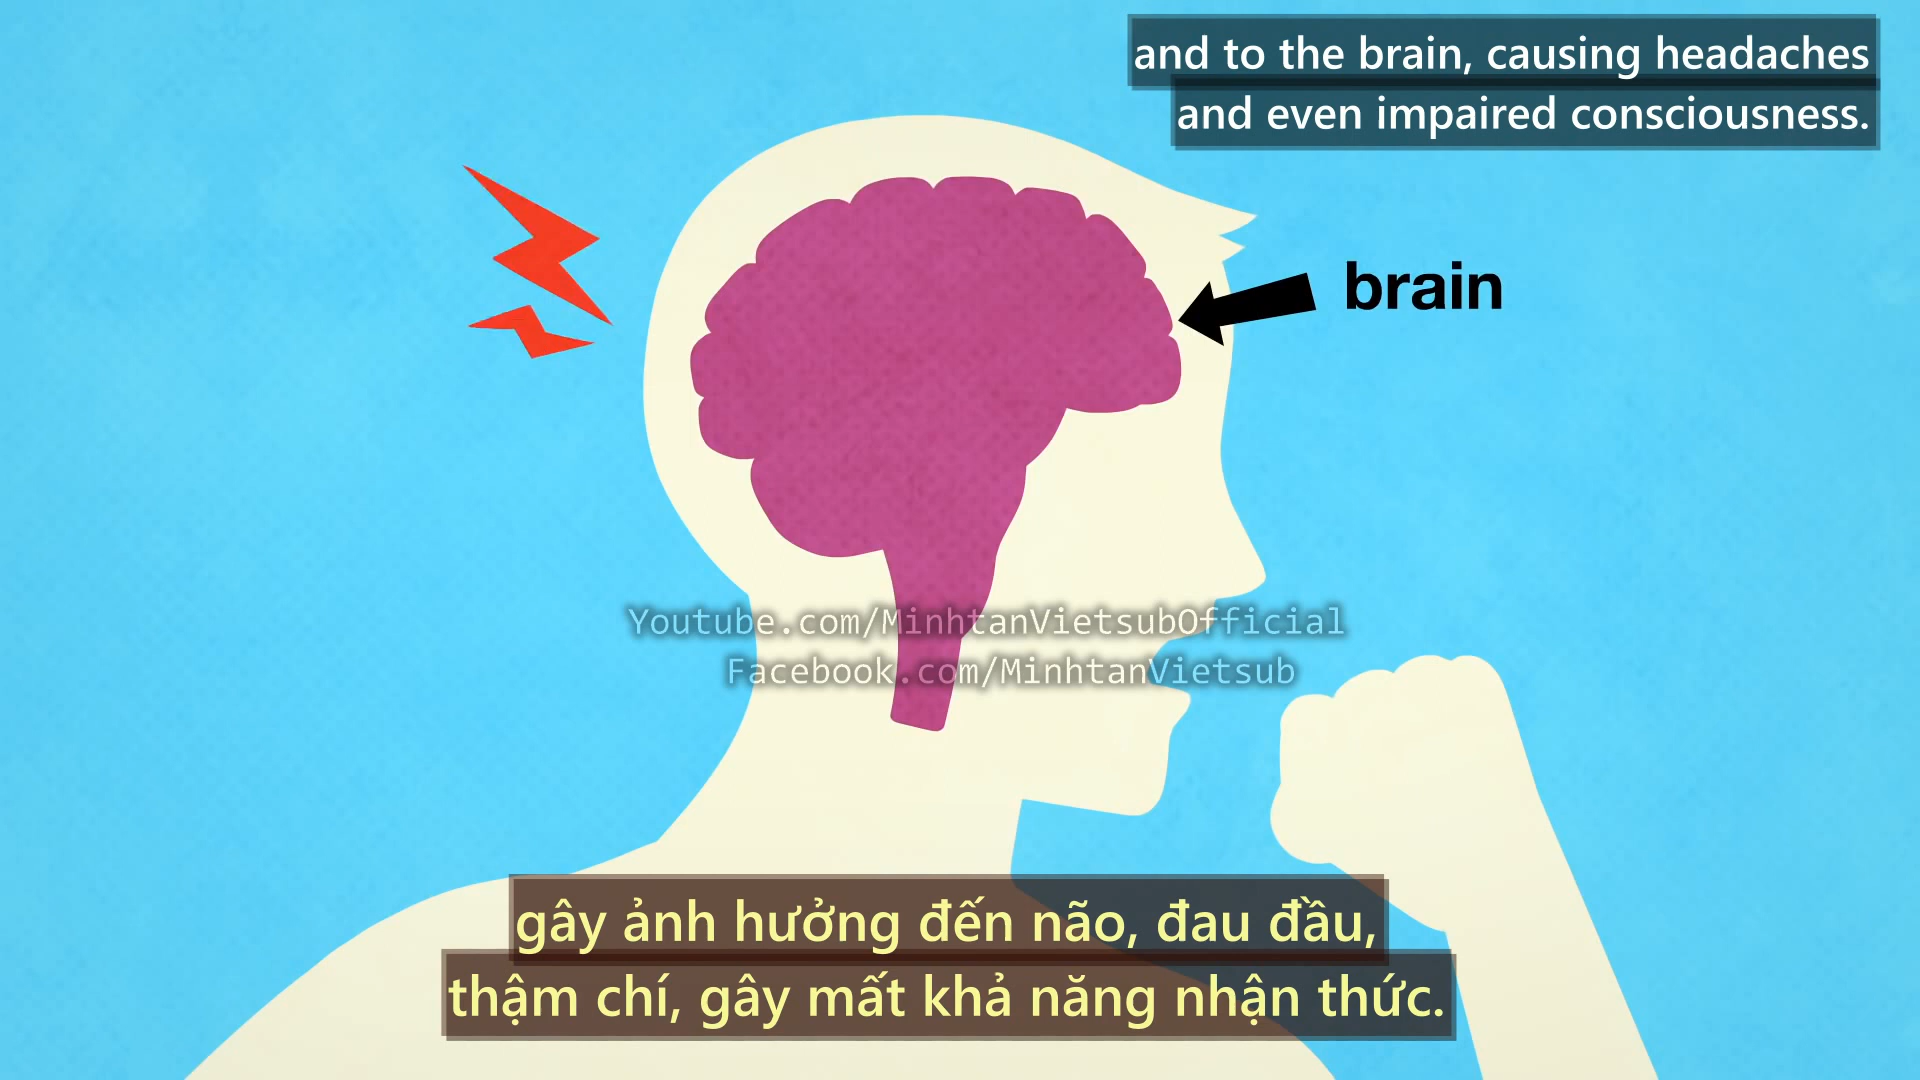 and to the brain, causing headaches
and even impaired consciousness.
brain
Youtube.com/MinhtanVietsubOfficial
Facebook.com/MinhtanVietsub
gây ảnh hưởng đến não, đau đầu,
thậm chí, gây mất khả năng nhận thức.